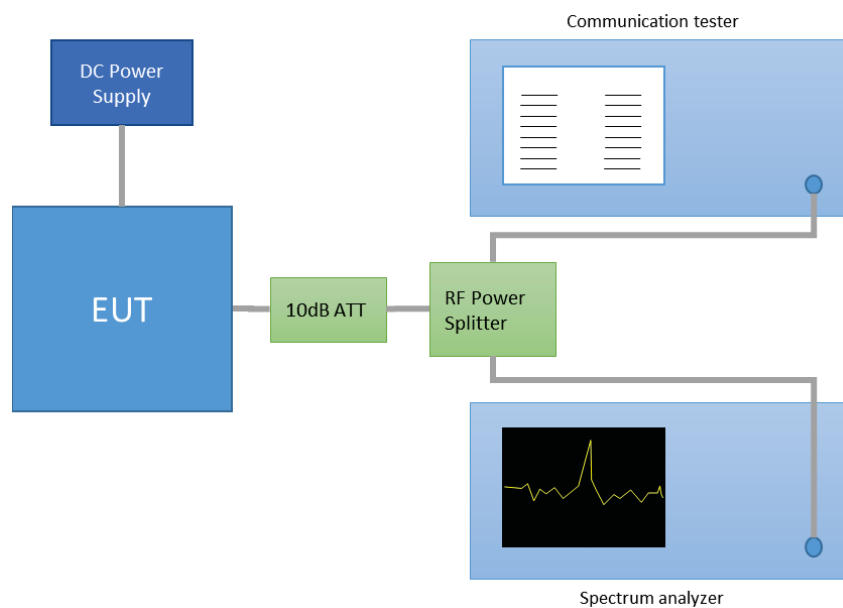 Communication tester
DC Power
Supply
EUT
10dB ATT
RF Power
Splitter
Spectrum analyzer